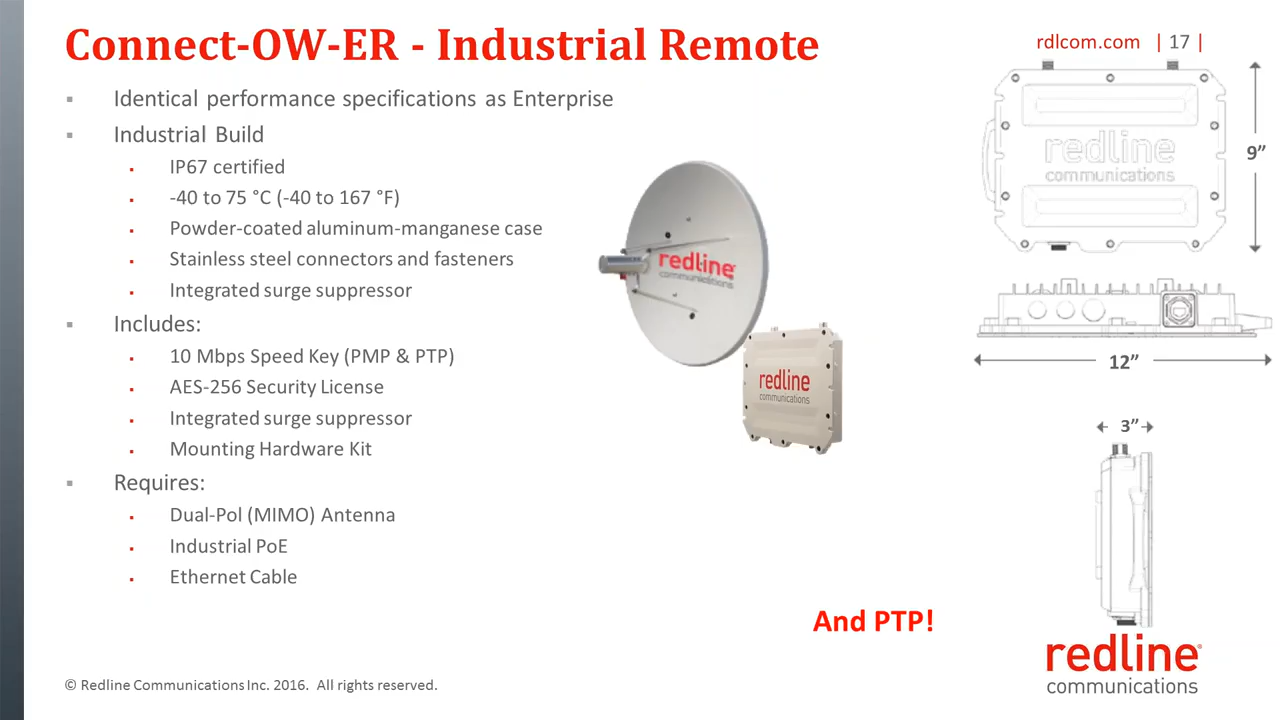 Connect-OW-ER - Industrial Remote
rdlcom.com | 17 |
▪ Identical performance specifications as Enterprise
▪ Industrial Build
▪ IP67 certified
▪ -40 to 75 °C (-40 to 167 °F)
▪ Powder-coated aluminum-manganese case
▪ Stainless steel connectors and fasteners
▪ Integrated surge suppressor
▪ Includes:
▪ 10 Mbps Speed Key (PMP & PTP)
▪ AES-256 Security License
▪ Integrated surge suppressor
▪ Mounting Hardware Kit
▪ Requires:
▪ Dual-Pol (MIMO) Antenna
▪ Industrial PoE
▪ Ethernet Cable
redline
communications
redline
communications
redline
communications
9”
12”
3”
And PTP!
redline®
communications
© Redline Communications Inc. 2016. All rights reserved.